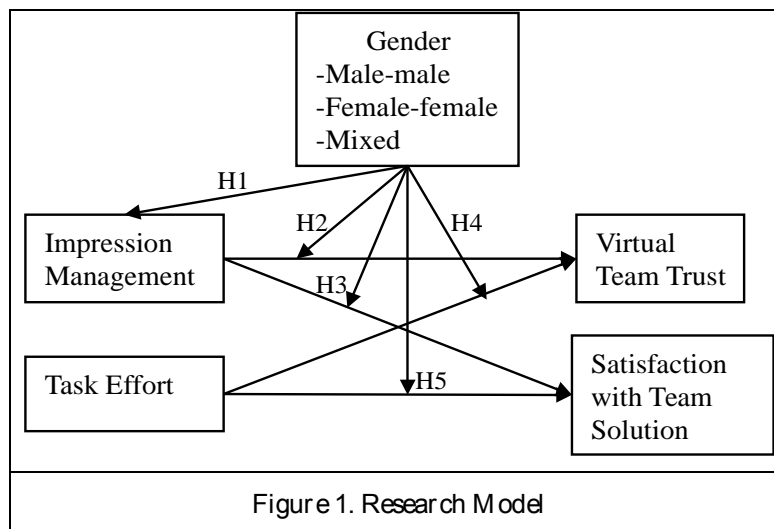 Gender
-Male-male
-Female-female
-Mixed
H1
H2
H4
Impression
Management
Virtual
Team Trust
H3
Task Effort
H5
Satisfaction
with Team
Solution
Figure 1. Research Model